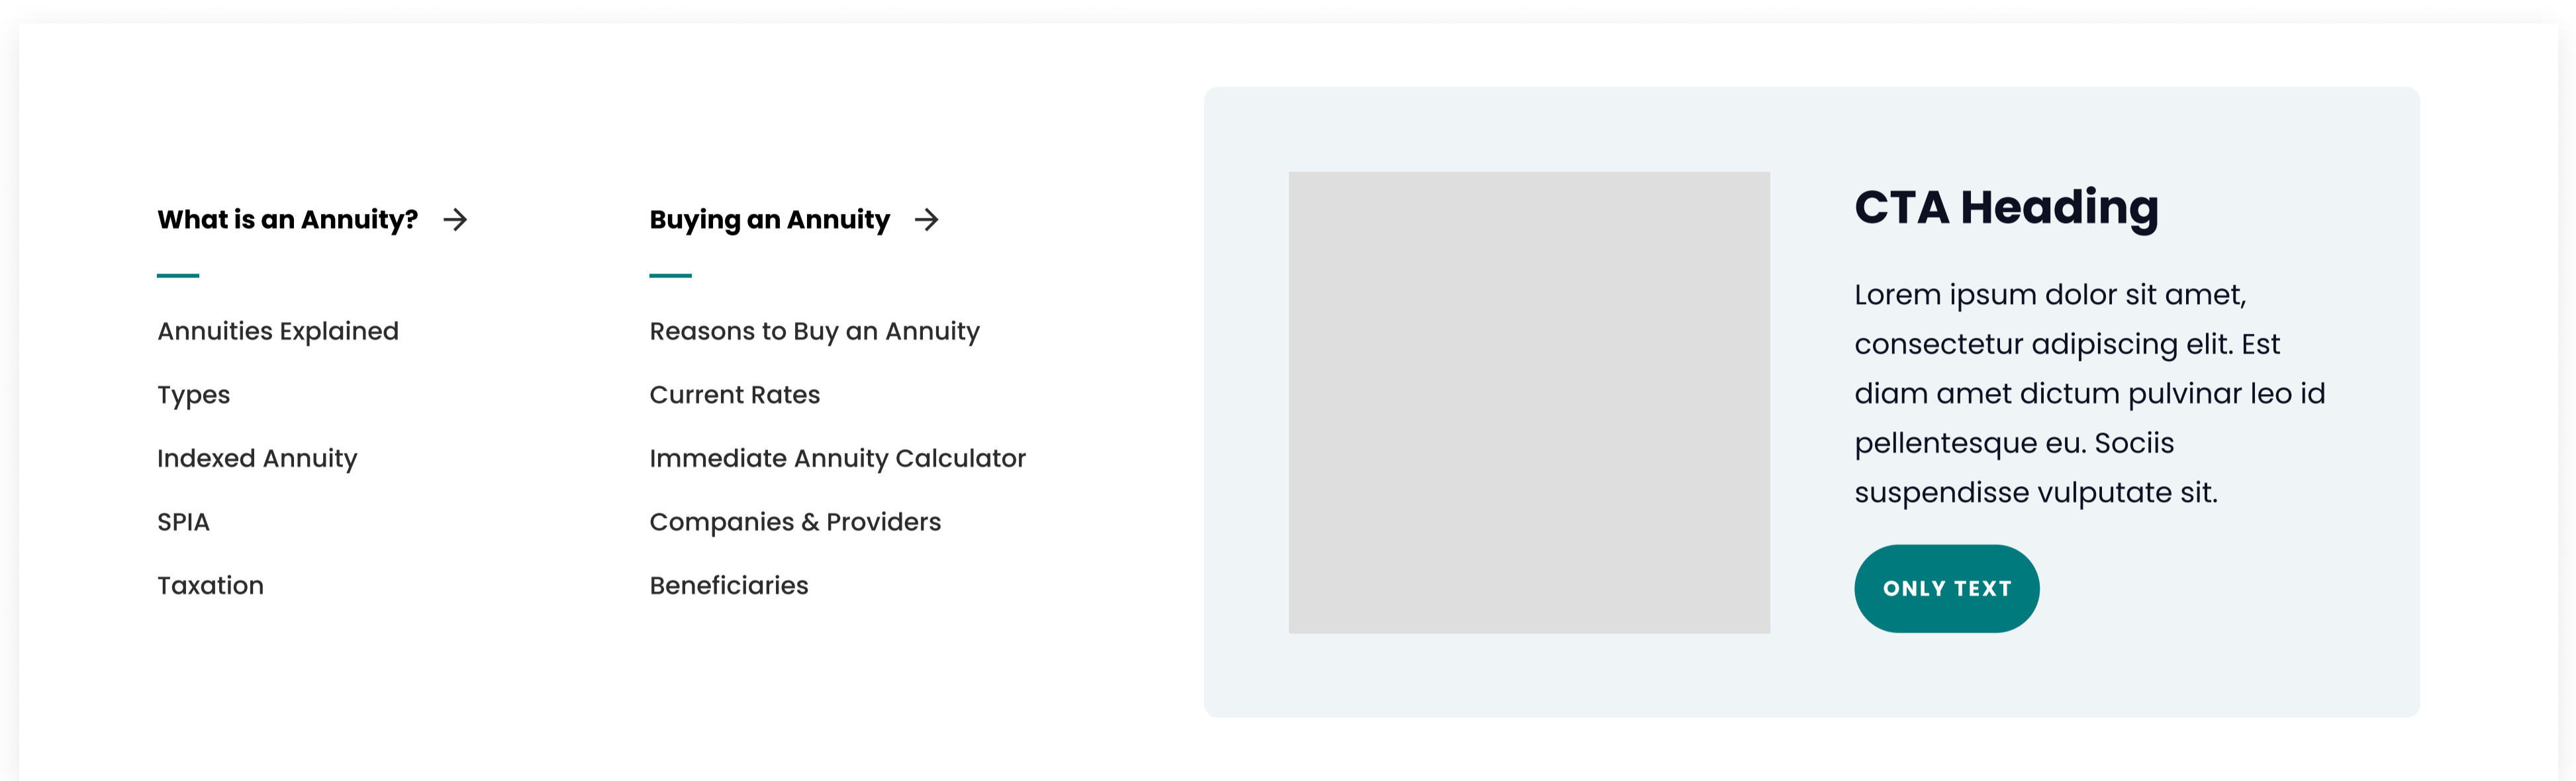 What is an Annuity?
Annuities Explained
Types
Indexed Annuity
SPIA
Taxation
Buying an Annuity
Reasons to Buy an Annuity
Current Rates
Immediate Annuity Calculator
Companies & Providers
Beneficiaries
CTA Heading
Lorem ipsum dolor sit amet,
consectetur adipiscing elit. Est
diam amet dictum pulvinar leo id
pellentesque eu. Sociis
suspendisse vulputate sit.
ONLY TEXT